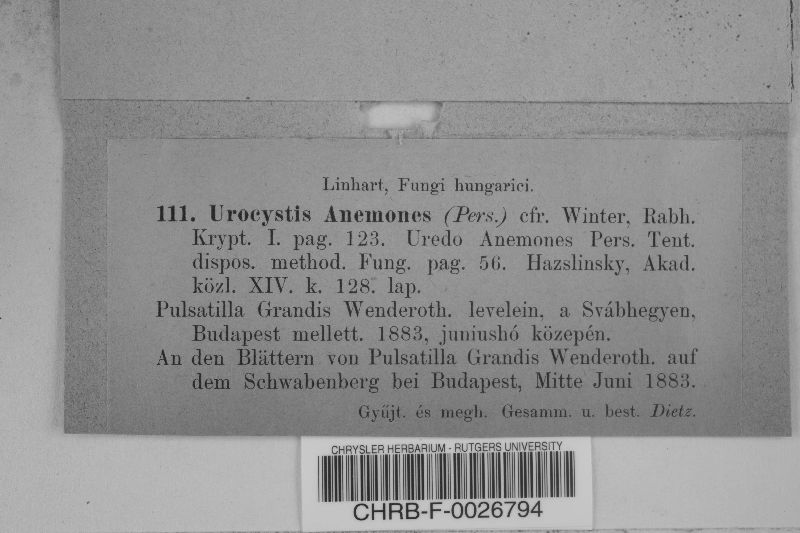 Linhart, Fungi hungarici.
111. Urocystis Anemones (Pers.) cfr. Winter, Rabh.
Krypt. I. pag. 123. Uredo Anemones Pers. Tent.
dispos. method. Fung. pag. 56. Hazslinsky, Akad.
közl. XIV. k. 128. lap.
Pulsatilla Grandis Wenderoth. levelein, a Svábhegyen,
Budapest mellett. 1883, juniushó közepén.
An den Blättern von Pulsatilla Grandis Wenderoth. auf
dem Schwabenberg bei Budapest, Mitte Juni 1883.
Gyűjt. és megh. Gesamm. u. best. Dietz.
CHRYSLER HERBARIUM - RUTGERS UNIVERSITY
CHRB-F-0026794